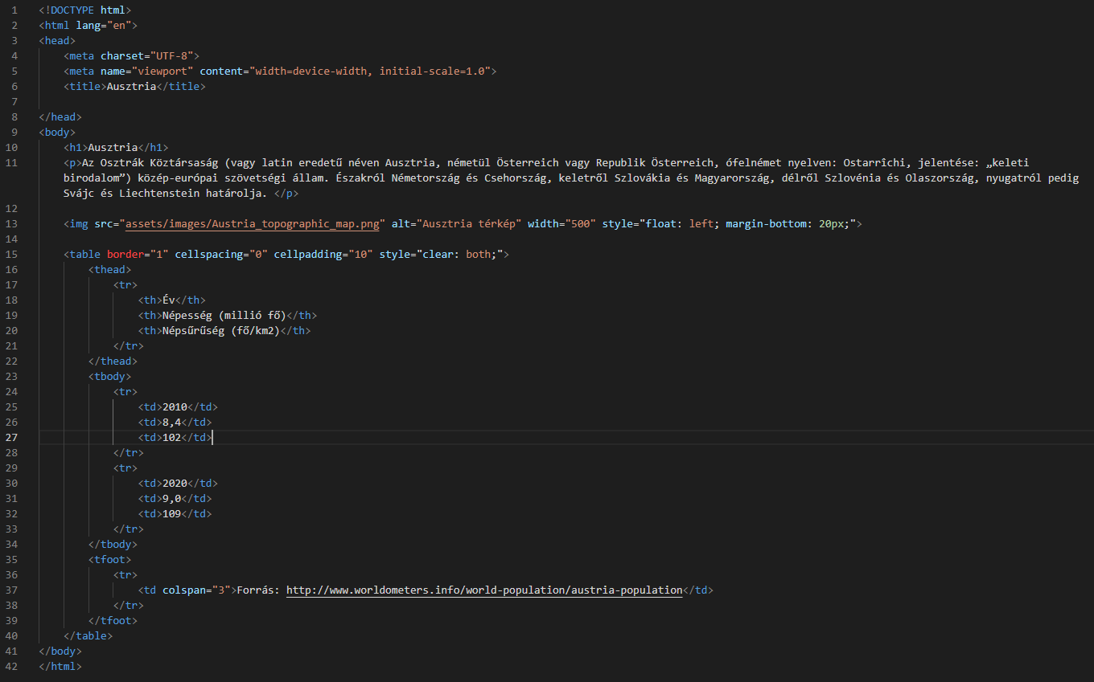 1 <!DOCTYPE html>
2 <html lang="en">
3 <head>
4 <meta charset="UTF-8">
5 <meta name="viewport" content="width=device-width, initial-scale=1.0">
6 <title>Ausztria</title>
7
8 </head>
9 <body>
10 <h1>Ausztria</h1>
11 <p>Az Osztrák Köztársaság (vagy latin eredetű néven Ausztria, németül Österreich vagy Republik Österreich, ófelnémet nyelven: Ostarrîchi, jelentése: „keleti
birodalom”) közép-európai szövetségi állam. Északról Németország és Csehország, keletről Szlovákia és Magyarország, délről Szlovénia és Olaszország, nyugatról pedig
Svájc és Liechtenstein határolja. </p>
12
13 <img src="assets/images/Austria_topographic_map.png" alt="Ausztria térkép" width="500" style="float: left; margin-bottom: 20px;">
14
15 <table border="1" cellspacing="0" cellpadding="10" style="clear: both;">
16 <thead>
17 <tr>
18 <th>Év</th>
19 <th>Népesség (millió fő)</th>
20 <th>Népsűrűség (fő/km2)</th>
21 </tr>
22 </thead>
23 <tbody>
24 <tr>
25 <td>2010</td>
26 <td>8,4</td>
27 <td>102</td>
28 </tr>
29 <tr>
30 <td>2020</td>
31 <td>9,0</td>
32 <td>109</td>
33 </tr>
34 </tbody>
35 <tfoot>
36 <tr>
37 <td colspan="3">Forrás: http://www.worldometers.info/world-population/austria-population</td>
38 </tr>
39 </tfoot>
40 </table>
41 </body>
42 </html>